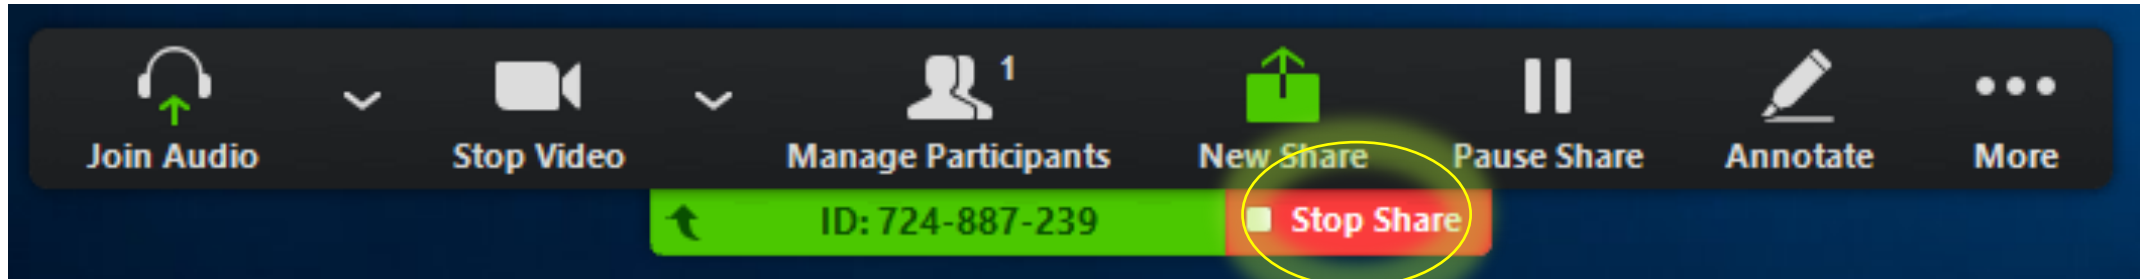 1
Join Audio
Stop Video
Manage Participants
New Share
Pause Share
Annotate
More
ID: 724-887-239
Stop Share